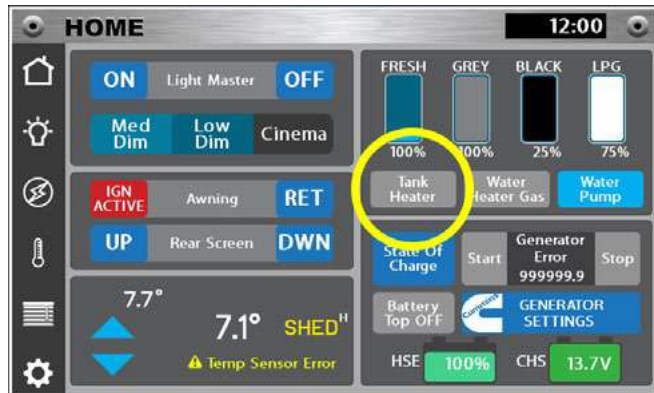 HOME
12:00
ON Light Master OFF
Med Dim Low Dim Cinema
IGN ACTIVE Awning RET
UP Rear Screen DWN
7.7°
7.1° SHED H
Temp Sensor Error
FRESH GREY BLACK LPG
100% 100% 25% 75%
Tank Heater Water Heater Gas Water Pump
State Of Charge Start Generator Error 999999.9 Stop
Battery Top OFF Cummins GENERATOR SETTINGS
HSE 100% CHS 13.7V